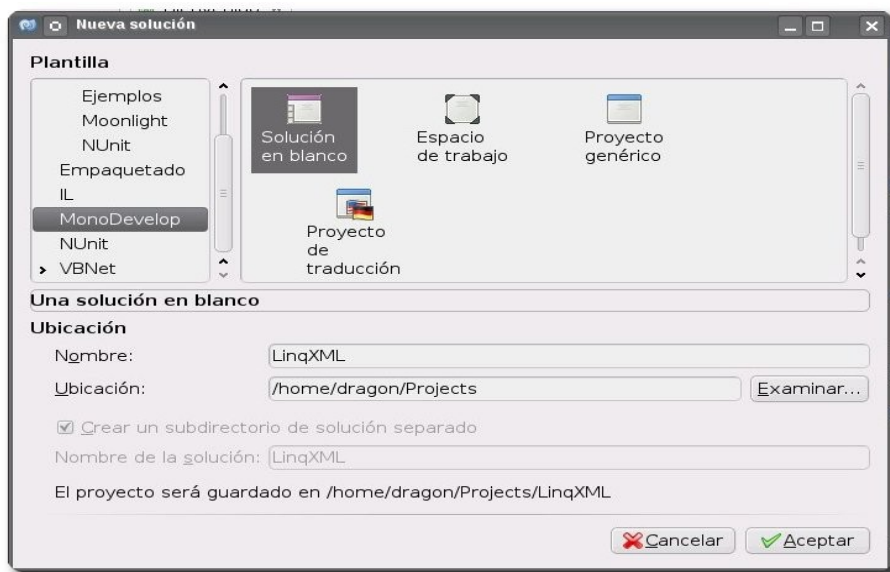 Nueva solución
Plantilla
Ejemplos
Moonlight
NUnit
Empaquetado
IL
MonoDevelop
NUnit
VBNet
Solución
en blanco
Espacio
de trabajo
Proyecto
genérico
Proyecto
de
traducción
Una solución en blanco
Ubicación
Nombre: LinqXML
Ubicación: /home/dragon/Projects Examinar...
Crear un subdirectorio de solución separado
Nombre de la solución: LinqXML
El proyecto será guardado en /home/dragon/Projects/LinqXML
Cancelar Aceptar